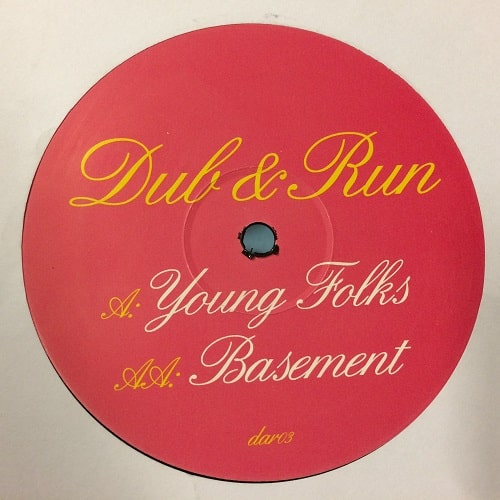 Dub & Run
A: Young Folks
AA: Basement
dar03